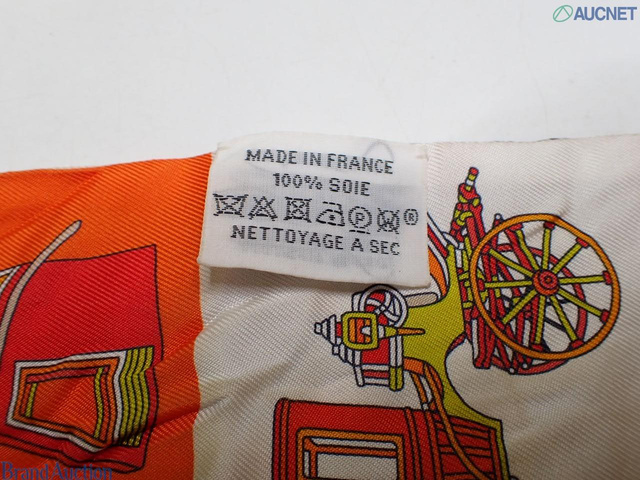 AUCNET
MADE IN FRANCE
100% SOIE
®
NETTOYAGE A SEC
Brand Auction